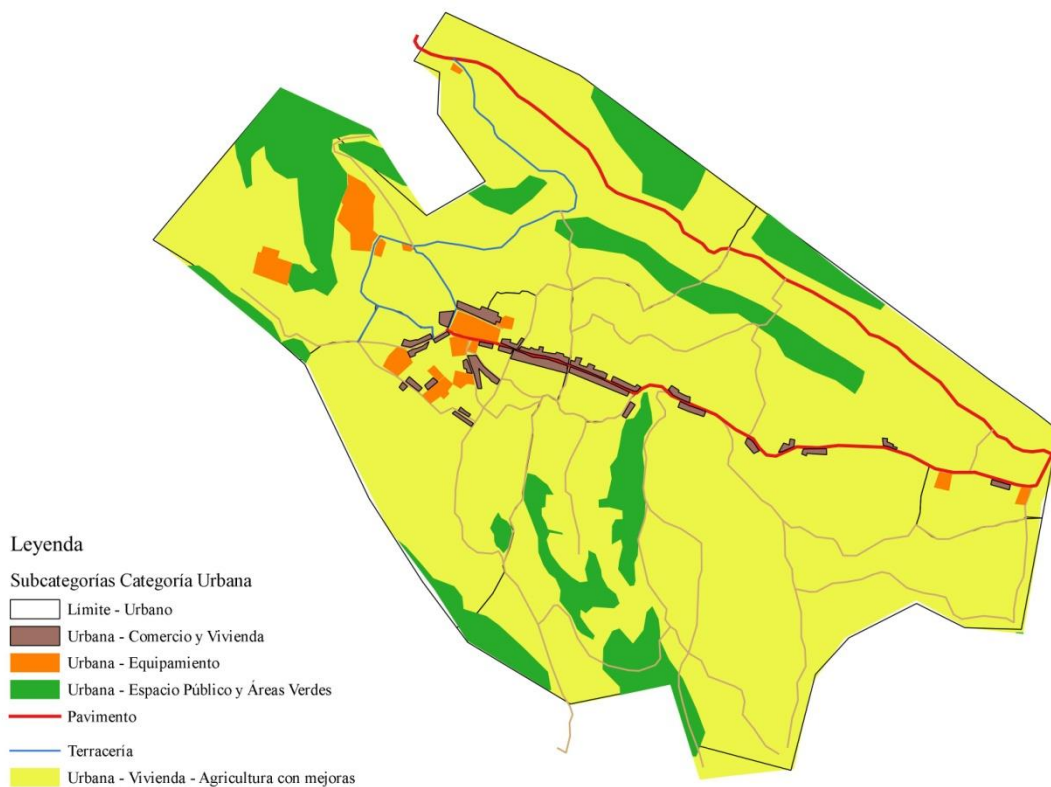 Leyenda
Subcategorías Categoría Urbana
Límite - Urbano
Urbana - Comercio y Vivienda
Urbana - Equipamiento
Urbana - Espacio Público y Áreas Verdes
Pavimento
Terracería
Urbana - Vivienda - Agricultura con mejoras